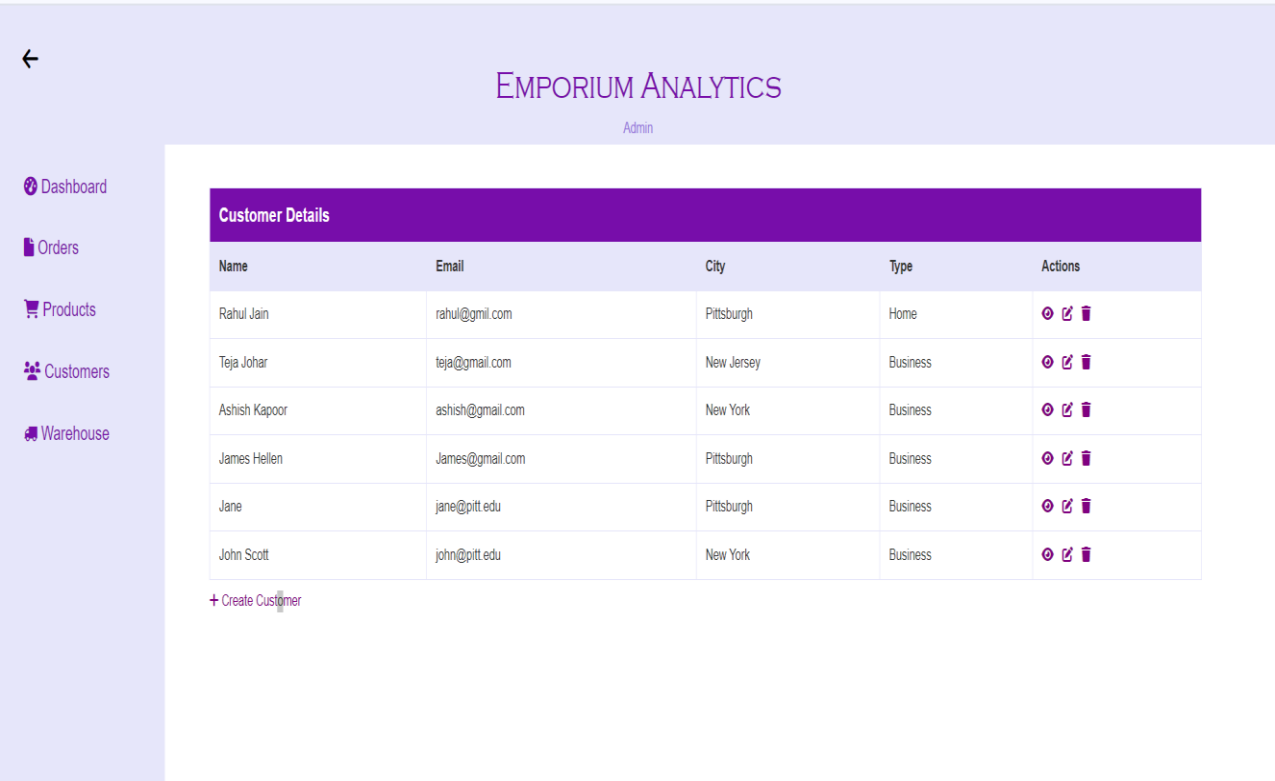 EMPORIUM ANALYTICS
Admin
Dashboard
Orders
Products
Customers
Warehouse
Customer Details
Name Email City Type Actions
Rahul Jain rahul@gmil.com Pittsburgh Home
Teja Johar teja@gmail.com New Jersey Business
Ashish Kapoor ashish@gmail.com New York Business
James Hellen James@gmail.com Pittsburgh Business
Jane jane@pitt.edu Pittsburgh Business
John Scott john@pitt.edu New York Business
+ Create Customer